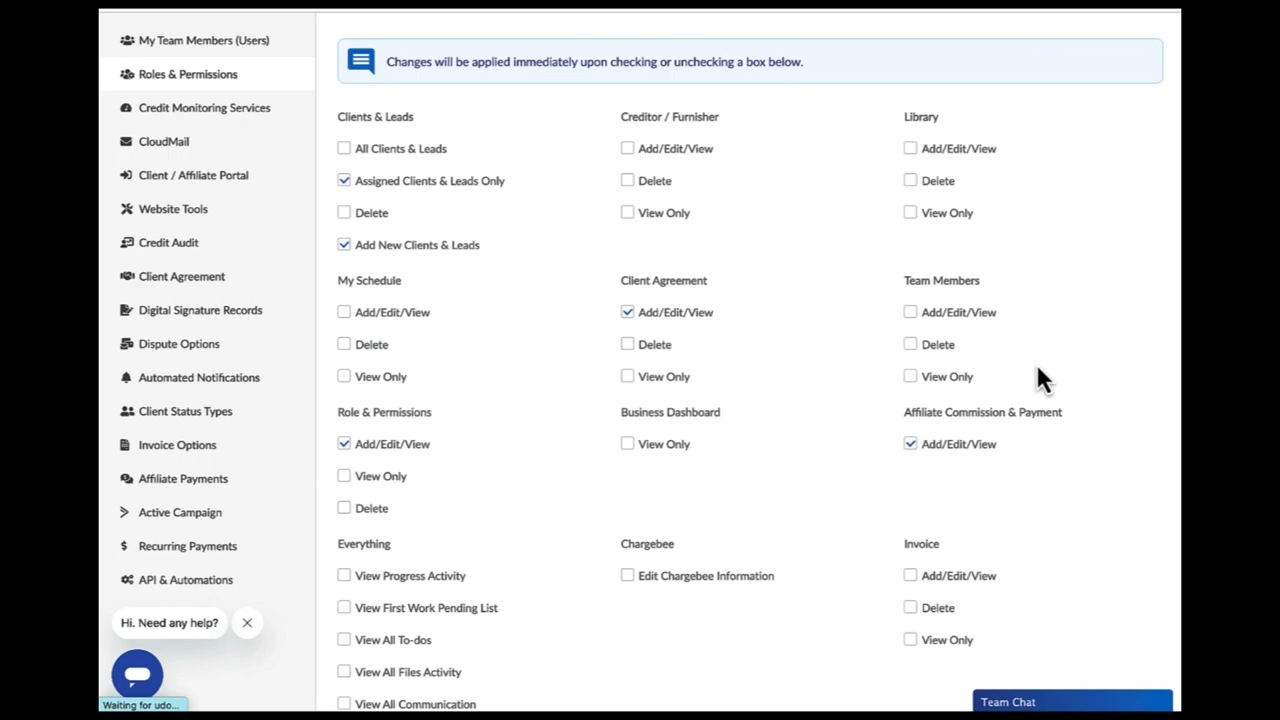 My Team Members (Users)
Roles & Permissions
Credit Monitoring Services
CloudMail
Client / Affiliate Portal
Website Tools
Credit Audit
Client Agreement
Digital Signature Records
Dispute Options
Automated Notifications
Client Status Types
Invoice Options
Affiliate Payments
Active Campaign
Recurring Payments
API & Automations
Hi. Need any help?
Waiting for udo...
Changes will be applied immediately upon checking or unchecking a box below.
Clients & Leads
All Clients & Leads
Assigned Clients & Leads Only
Delete
Add New Clients & Leads
Creditor / Furnisher
Add/Edit/View
Delete
View Only
Library
Add/Edit/View
Delete
View Only
My Schedule
Add/Edit/View
Delete
View Only
Client Agreement
Add/Edit/View
Delete
View Only
Team Members
Add/Edit/View
Delete
View Only
Role & Permissions
Add/Edit/View
View Only
Delete
Business Dashboard
View Only
Affiliate Commission & Payment
Add/Edit/View
Everything
View Progress Activity
View First Work Pending List
View All To-dos
View All Files Activity
View All Communication
Chargebee
Edit Chargebee Information
Invoice
Add/Edit/View
Delete
View Only
Team Chat